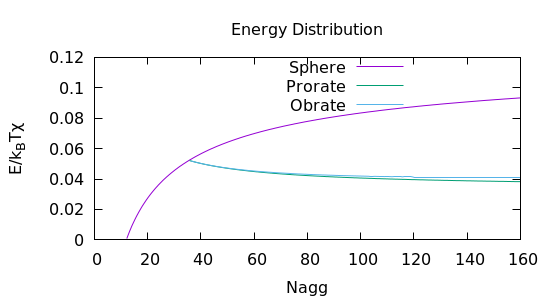 Energy Distribution
0.12
0.1
0.08
0.06
0.04
0.02
0
E/kBTχ
Sphere
Prorate
Obrate
0 20 40 60 80 100 120 140 160
Nagg